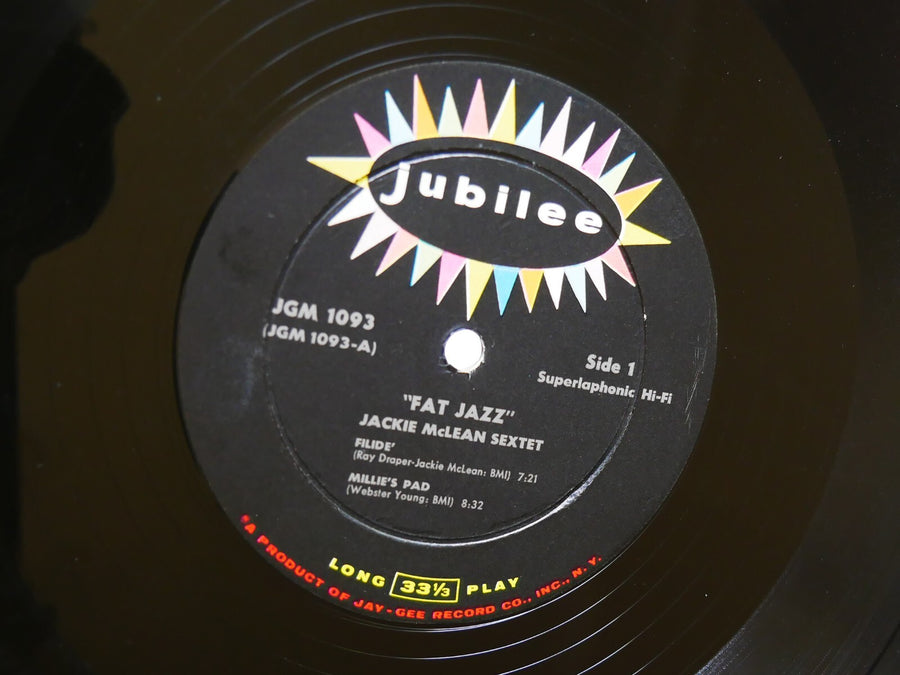 jubilee
JGM 1093
(JGM 1093-A)
Side 1
Superlaphonic Hi-Fi
"FAT JAZZ"
JACKIE McLEAN SEXTET
FILIDE'
(Ray Draper-Jackie McLean: BMI) 7:21
MILLIE'S PAD
(Webster Young: BMI) 8:32
LONG 33⅓ PLAY
*A PRODUCT OF JAY-GEE RECORD CO., INC., N. Y.